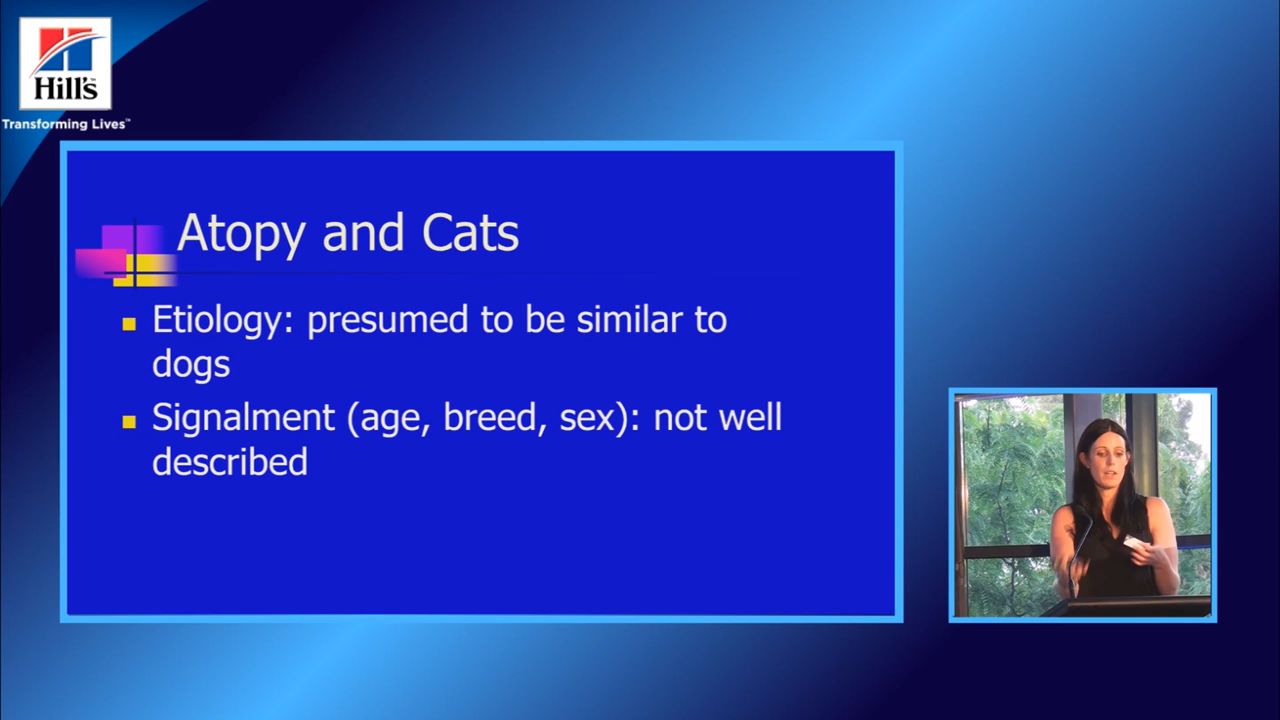 Hill's
Transforming Lives™
Atopy and Cats
Etiology: presumed to be similar to
dogs
Signalment (age, breed, sex): not well
described